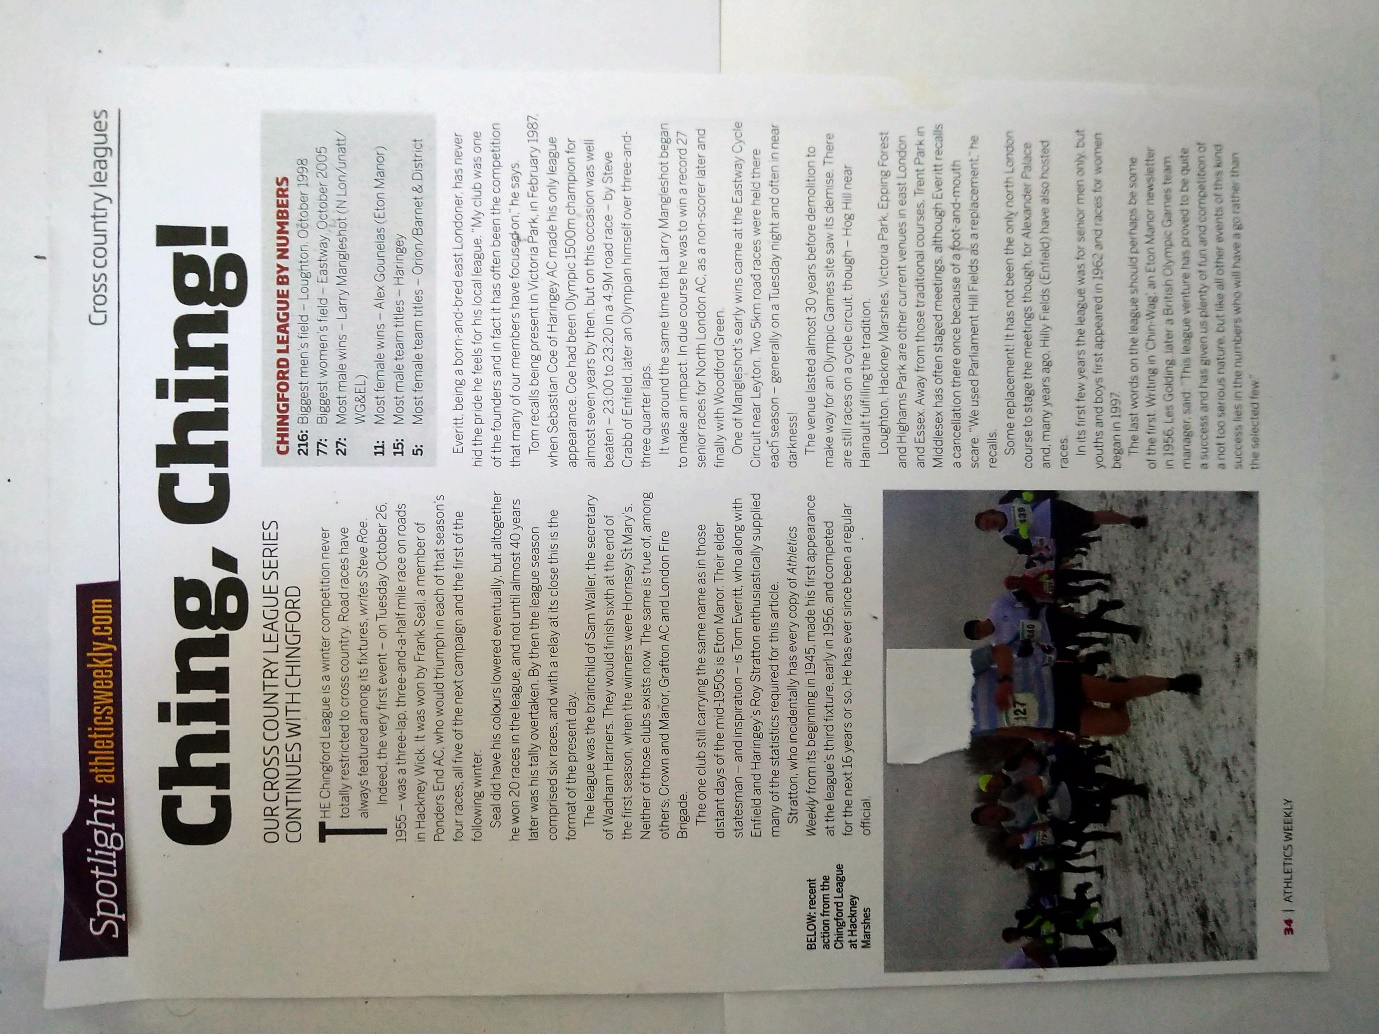 Spotlight athleticsweekly.com
Cross country leagues
Ching, Ching!
OUR CROSS COUNTRY LEAGUE SERIES
CONTINUES WITH CHINGFORD
THE Chingford League is a winter competition never
totally restricted to cross country. Road races have
always featured among its fixtures, writes Steve Roe.
Indeed, the very first event – on Tuesday October 26,
1955 – was a three-lap, three-and-a-half mile race on roads
in Hackney Wick. It was won by Frank Seal, a member of
Ponders End AC, who would triumph in each of that season's
four races, all five of the next campaign and the first of the
following winter.
Seal did have his colours lowered eventually, but altogether
he won 20 races in the league, and not until almost 40 years
later was his tally overtaken. By then the league season
comprised six races, and with a relay at its close this is the
format of the present day.
The league was the brainchild of Sam Waller, the secretary
of Wadham Harriers. They would finish sixth at the end of
the first season, when the winners were Hornsey St Mary's.
Neither of those clubs exists now. The same is true of, among
others, Crown and Manor, Grafton AC and London Fire
Brigade.
The one club still carrying the same name as in those
distant days of the mid-1950s is Eton Manor. Their elder
statesman – and inspiration – is Tom Everitt, who along with
Enfield and Haringey's Roy Stratton enthusiastically supplied
many of the statistics required for this article.
Stratton, who incidentally has every copy of Athletics
Weekly from its beginning in 1945, made his first appearance
at the league's third fixture, early in 1956, and competed
for the next 16 years or so. He has ever since been a regular
official.
CHINGFORD LEAGUE BY NUMBERS
216: Biggest men's field – Loughton, October 1998
77: Biggest women's field – Eastway, October 2005
27: Most male wins – Larry Mangleshot (N Lon/unatt/
WG&EL)
11: Most female wins – Alex Gounelas (Eton Manor)
15: Most male team titles – Haringey
5: Most female team titles – Orion/Barnet & District
Everitt, being a born-and-bred east Londoner, has never
hid the pride he feels for his local league. "My club was one
of the founders and in fact it has often been the competition
that many of our members have focused on," he says.
Tom recalls being present in Victoria Park, in February 1987,
when Sebastian Coe of Haringey AC made his only league
appearance. Coe had been Olympic 1500m champion for
almost seven years by then, but on this occasion was well
beaten – 23:00 to 23:20 in a 4.9M road race – by Steve
Crabb of Enfield, later an Olympian himself over three-and-
three quarter laps.
It was around the same time that Larry Mangleshot began
to make an impact. In due course he was to win a record 27
senior races for North London AC, as a non-scorer later and
finally with Woodford Green.
One of Mangleshot's early wins came at the Eastway Cycle
Circuit near Leyton. Two 5km road races were held there
each season – generally on a Tuesday night and often in near
darkness!
The venue lasted almost 30 years before demolition to
make way for an Olympic Games site saw its demise. There
are still races on a cycle circuit, though – Hog Hill near
Hainault fulfilling the tradition.
Loughton, Hackney Marshes, Victoria Park, Epping Forest
and Highams Park are other current venues in east London
and Essex. Away from those traditional courses, Trent Park in
Middlesex has often staged meetings, although Everitt recalls
a cancellation there once because of a foot-and-mouth
scare. "We used Parliament Hill Fields as a replacement," he
recalls.
Some replacement! It has not been the only north London
course to stage the meetings though, for Alexander Palace
and, many years ago, Hilly Fields (Enfield) have also hosted
races.
In its first few years the league was for senior men only, but
youths and boys first appeared in 1962 and races for women
began in 1997.
The last words on the league should perhaps be some
of the first. Writing in Chin-Wag, an Eton Manor newsletter
in 1956, Les Golding, later a British Olympic Games team
manager, said: "This league venture has proved to be quite
a success and has given us plenty of fun and competition of
a not too serious nature, but like all other events of this kind
success lies in the numbers who will have a go rather than
the selected few."
BELOW: recent
action from the
Chingford League
at Hackney
Marshes
127
440
439
34 | ATHLETICS WEEKLY